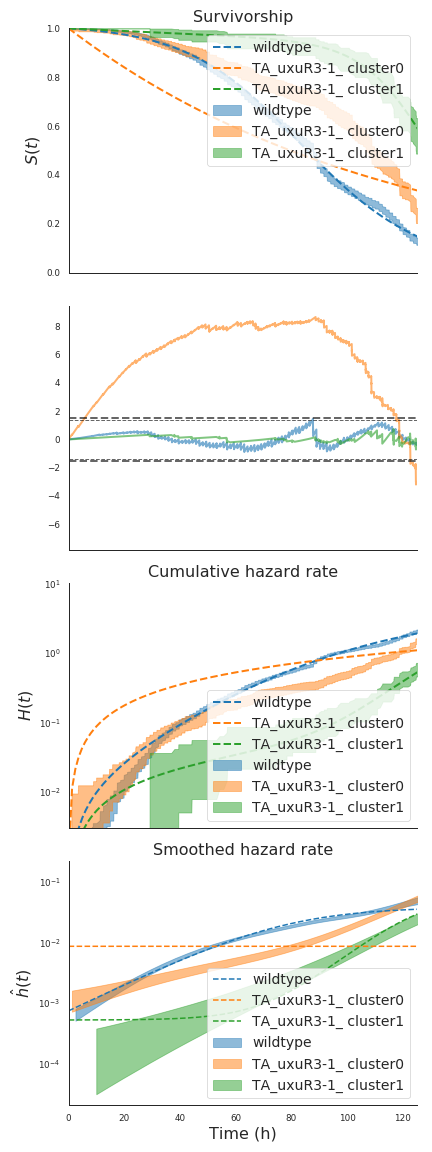 Survivorship
1.0
0.8
0.6
0.4
0.2
0.0
S(t)
wildtype
TA_uxuR3-1_ cluster0
TA_uxuR3-1_ cluster1
wildtype
TA_uxuR3-1_ cluster0
TA_uxuR3-1_ cluster1
8
6
4
2
0
−2
−4
−6
Cumulative hazard rate
10¹
10⁰
10⁻¹
10⁻²
H(t)
wildtype
TA_uxuR3-1_ cluster0
TA_uxuR3-1_ cluster1
wildtype
TA_uxuR3-1_ cluster0
TA_uxuR3-1_ cluster1
Smoothed hazard rate
10⁻¹
10⁻²
10⁻³
10⁻⁴
ĥ(t)
wildtype
TA_uxuR3-1_ cluster0
TA_uxuR3-1_ cluster1
wildtype
TA_uxuR3-1_ cluster0
TA_uxuR3-1_ cluster1
0 20 40 60 80 100 120
Time (h)